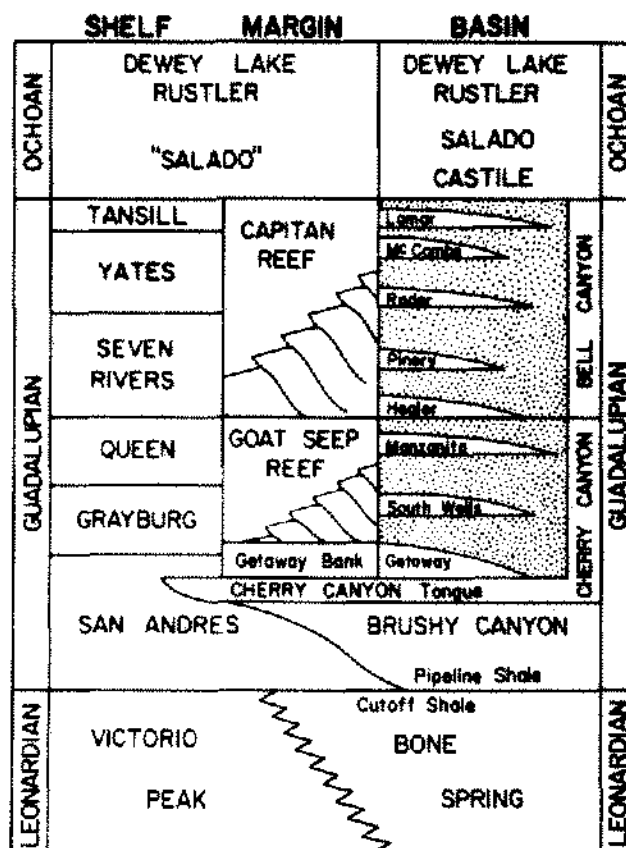 SHELF MARGIN BASIN
OCHOAN
DEWEY LAKE
RUSTLER
"SALADO"
DEWEY LAKE
RUSTLER
SALADO
CASTILE
OCHOAN
GUADALUPIAN
TANSILL
YATES
SEVEN
RIVERS
QUEEN
GRAYBURG
CAPITAN
REEF
GOAT SEEP
REEF
Getaway Bank
Lamar
Mc Combs
Rader
Pinery
Hegler
Manzanita
South Wells
Getaway
BELL CANYON
CHERRY CANYON
GUADALUPIAN
CHERRY CANYON Tongue
SAN ANDRES
BRUSHY CANYON
Pipeline Shale
LEONARDIAN
Cutoff Shale
VICTORIO
PEAK
BONE
SPRING
LEONARDIAN